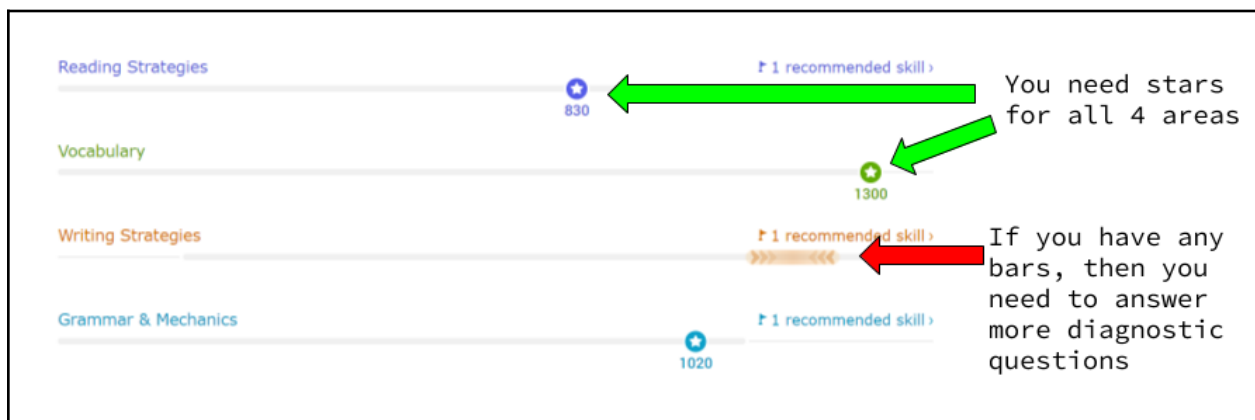 Reading Strategies
1 recommended skill ›
830
You need stars
for all 4 areas
Vocabulary
1300
Writing Strategies
1 recommended skill ›
If you have any
bars, then you
need to answer
more diagnostic
questions
Grammar & Mechanics
1 recommended skill ›
1020